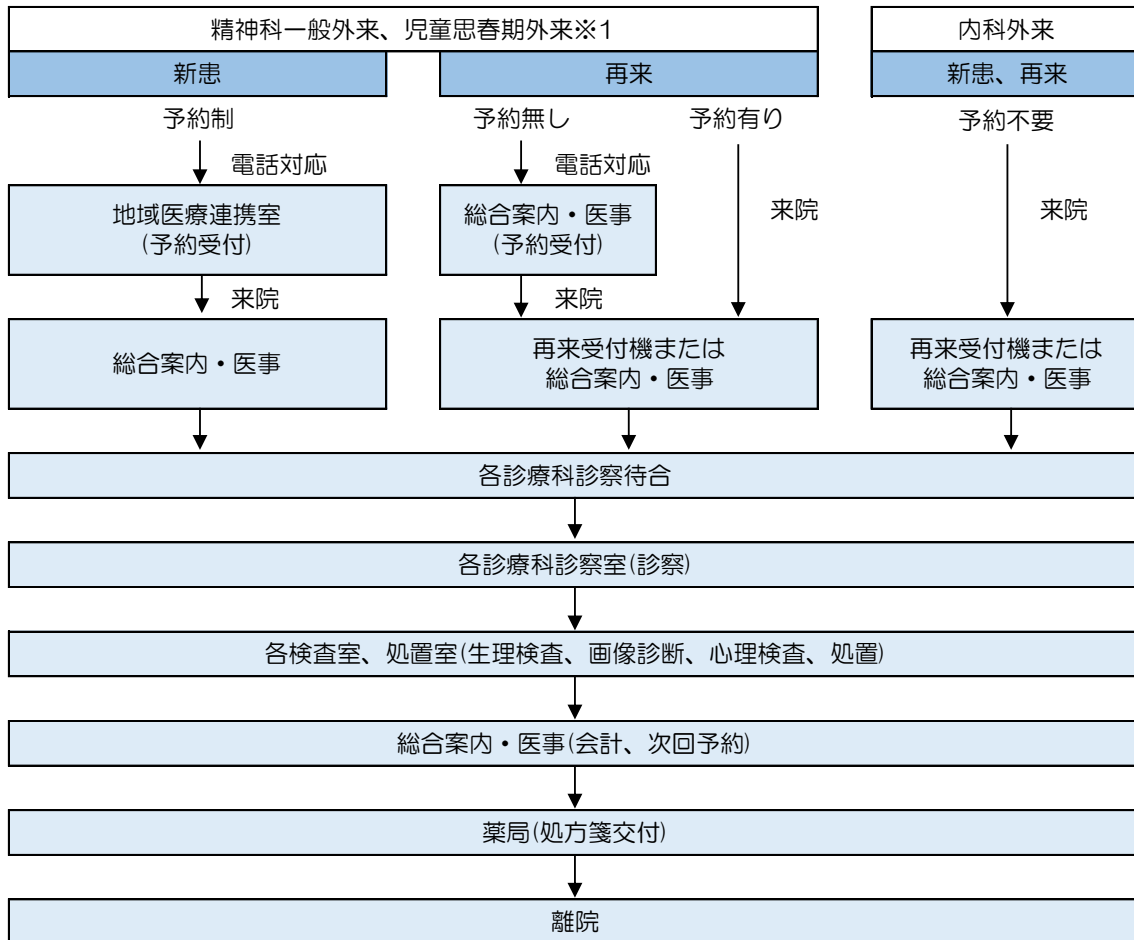 精神科一般外来、児童思春期外来※1
内科外来
新患
再来
新患、再来
予約制
予約無し
予約有り
予約不要
電話対応
電話対応
地域医療連携室
(予約受付)
総合案内・医事
(予約受付)
来院
来院
来院
来院
総合案内・医事
再来受付機または
総合案内・医事
再来受付機または
総合案内・医事
各診療科診察待合
各診療科診察室(診察)
各検査室、処置室(生理検査、画像診断、心理検査、処置)
総合案内・医事(会計、次回予約)
薬局(処方箋交付)
離院